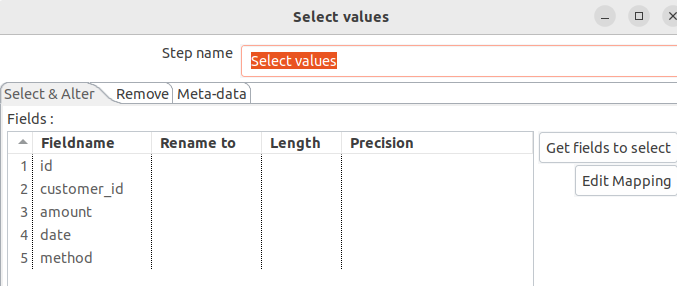 Select values
Step name Select values
Select & Alter Remove Meta-data
Fields :
Fieldname Rename to Length Precision
1 id
2 customer_id
3 amount
4 date
5 method
Get fields to select
Edit Mapping